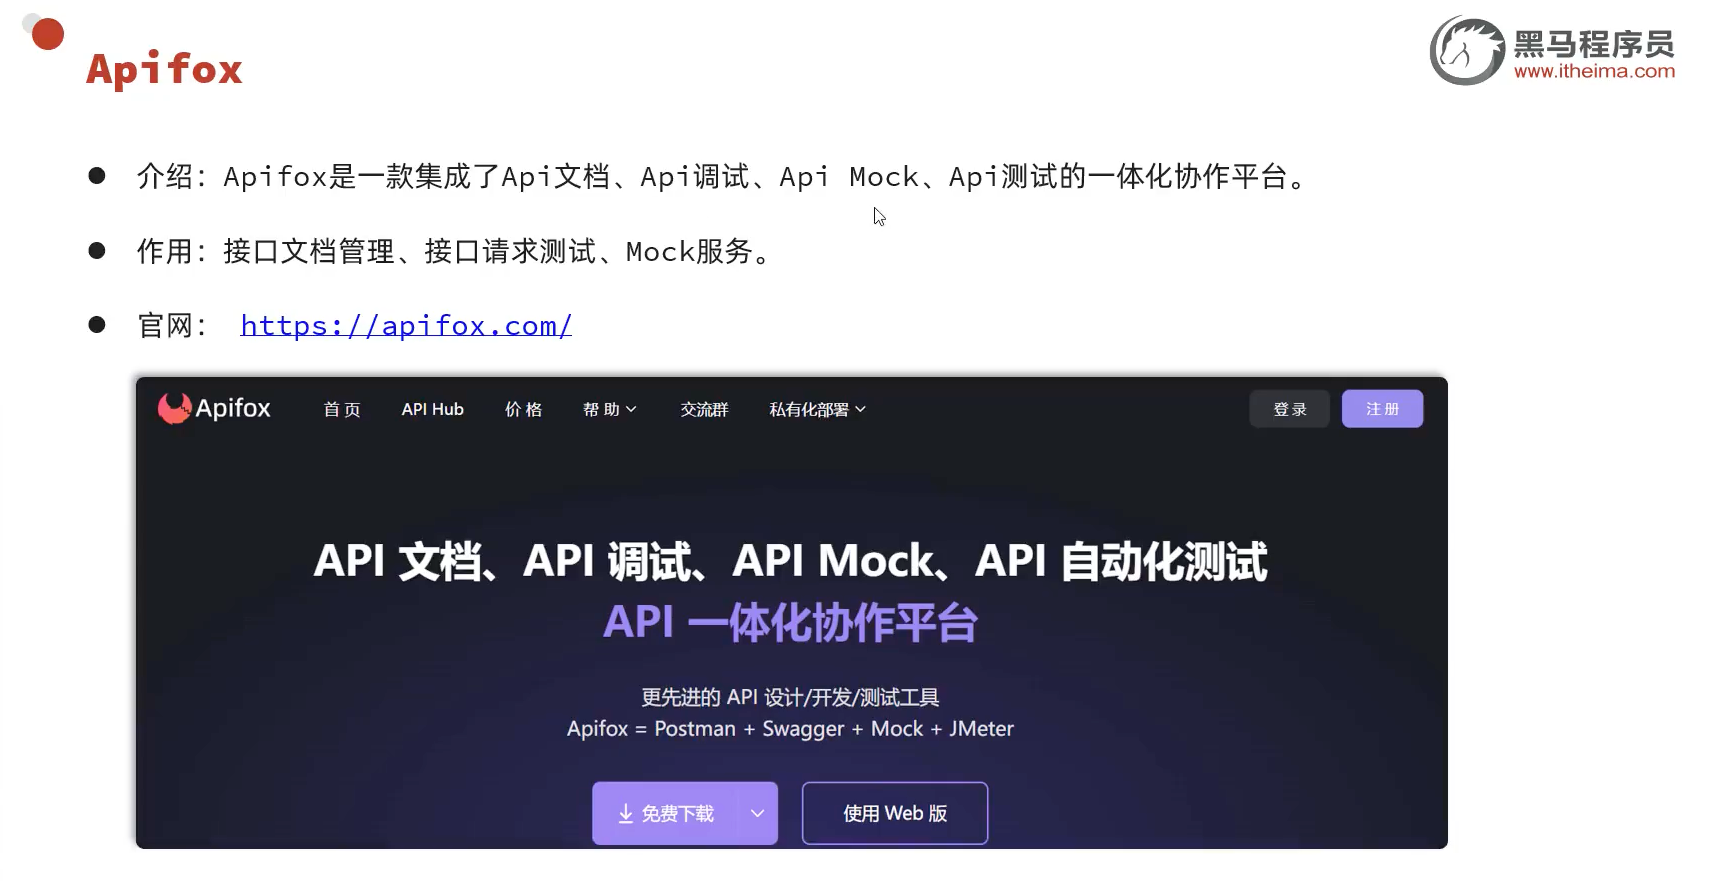 Apifox
黑马程序员
www.itheima.com
介绍：Apifox是一款集成了Api文档、Api调试、Api Mock、Api测试的一体化协作平台。
作用：接口文档管理、接口请求测试、Mock服务。
官网： https://apifox.com/
Apifox 首页 API Hub 价格 帮助 交流群 私有化部署 登录 注册
API 文档、API 调试、API Mock、API 自动化测试
API 一体化协作平台
更先进的 API 设计/开发/测试工具
Apifox = Postman + Swagger + Mock + JMeter
免费下载 使用 Web 版